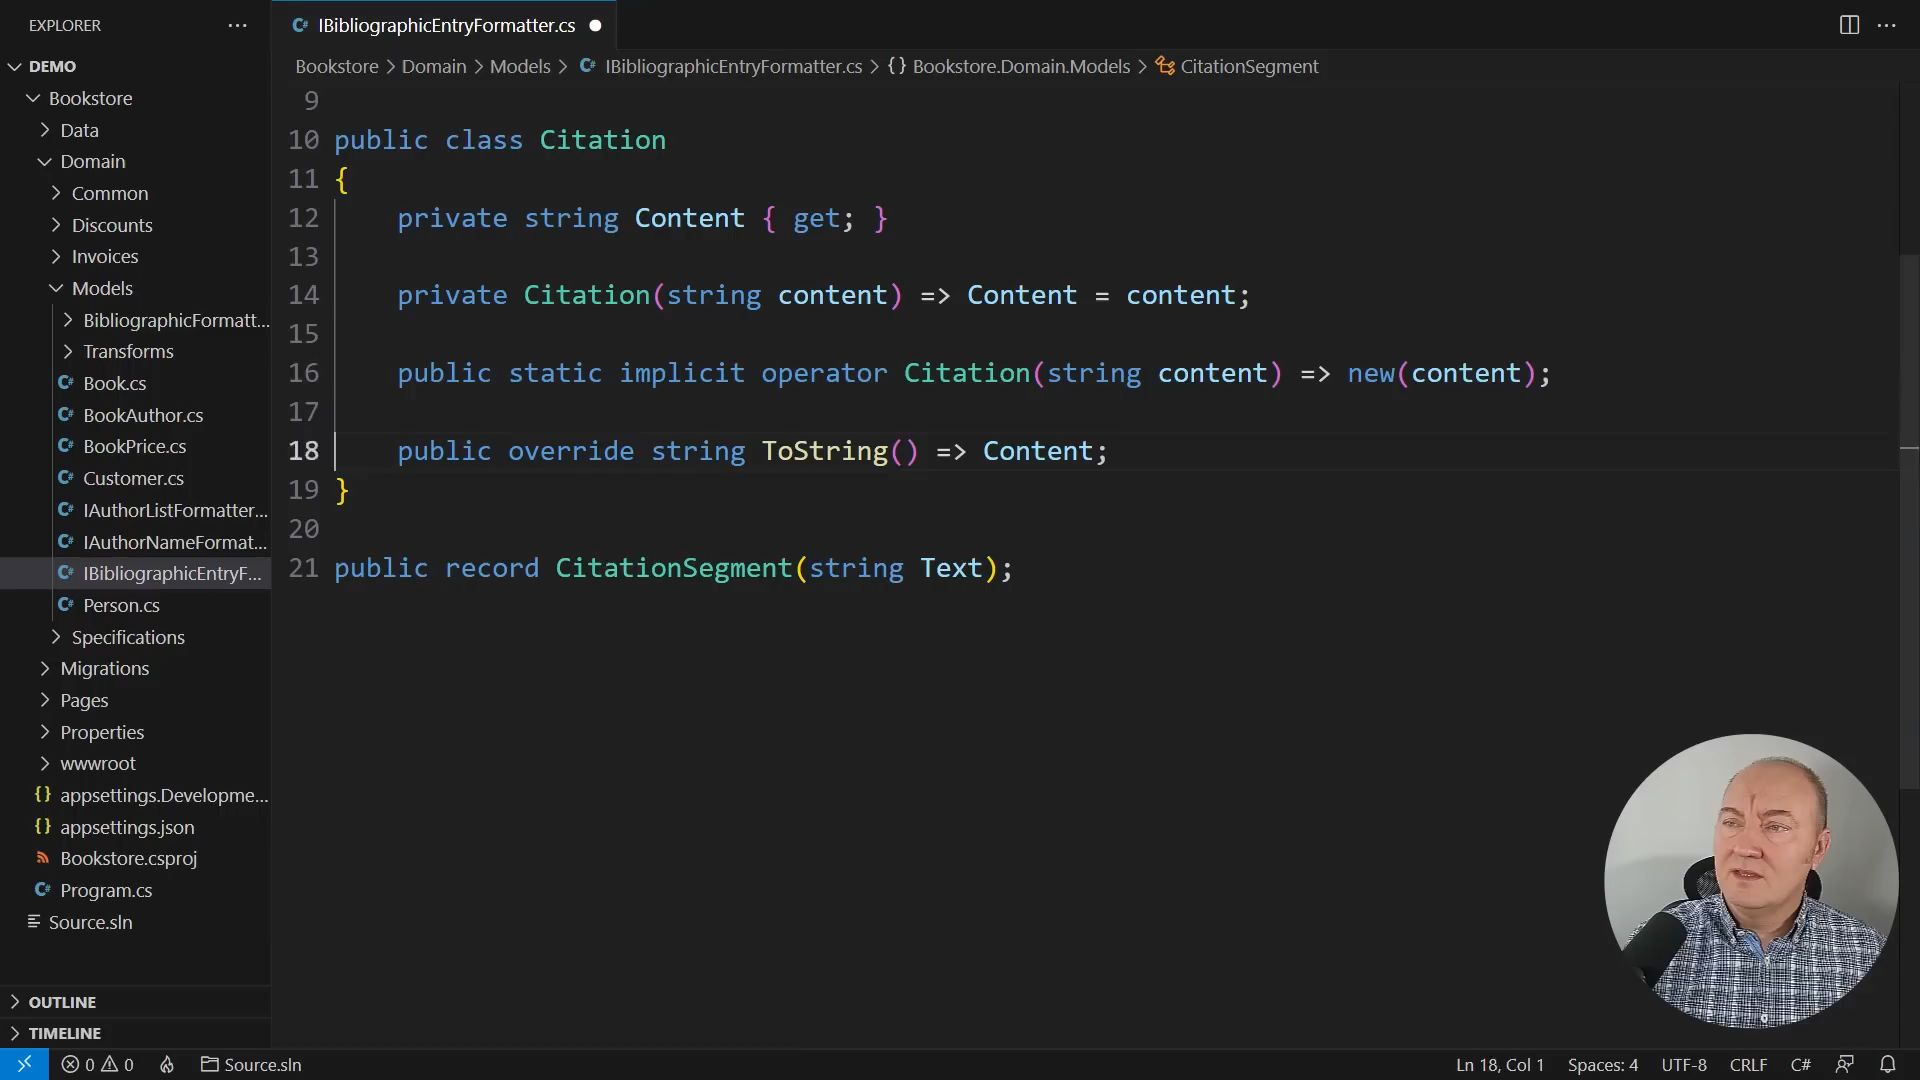 EXPLORER
DEMO
Bookstore
Data
Domain
Common
Discounts
Invoices
Models
BibliographicFormatt...
Transforms
Book.cs
BookAuthor.cs
BookPrice.cs
Customer.cs
IAuthorListFormatter...
IAuthorNameFormat...
IBibliographicEntryF...
Person.cs
Specifications
Migrations
Pages
Properties
wwwroot
appsettings.Developme...
appsettings.json
Bookstore.csproj
Program.cs
Source.sln
OUTLINE
TIMELINE
IBibliographicEntryFormatter.cs
Bookstore > Domain > Models > IBibliographicEntryFormatter.cs > {} Bookstore.Domain.Models > CitationSegment
9
10 public class Citation
11 {
12 private string Content { get; }
13
14 private Citation(string content) => Content = content;
15
16 public static implicit operator Citation(string content) => new(content);
17
18 public override string ToString() => Content;
19 }
20
21 public record CitationSegment(string Text);
0 0 Source.sln Ln 18, Col 1 Spaces: 4 UTF-8 CRLF C#